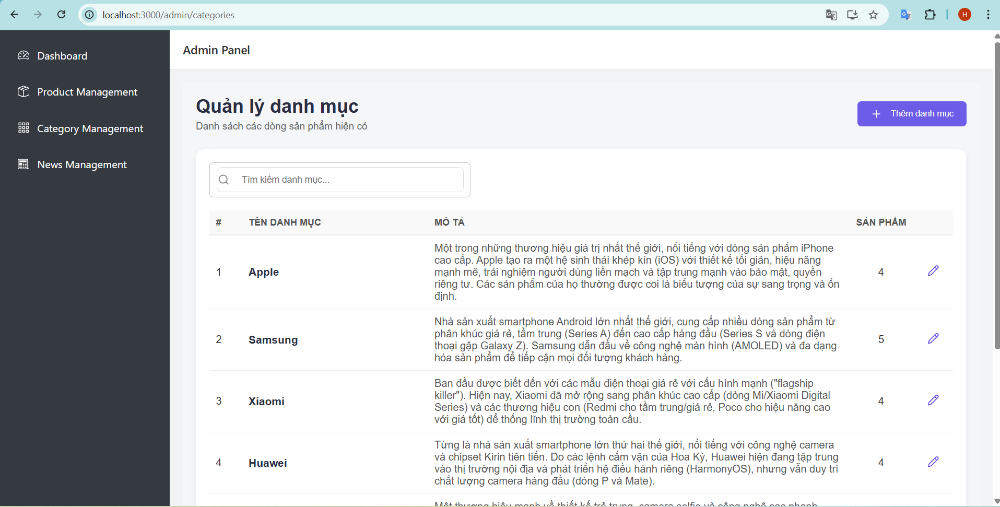 localhost:3000/admin/categories
H
Dashboard
Product Management
Category Management
News Management
Admin Panel
Quản lý danh mục
Danh sách các dòng sản phẩm hiện có
+ Thêm danh mục
Tìm kiếm danh mục...
# TÊN DANH MỤC MÔ TẢ SẢN PHẨM
1 Apple
Một trong những thương hiệu giá trị nhất thế giới, nổi tiếng với dòng sản phẩm iPhone
cao cấp. Apple tạo ra một hệ sinh thái khép kín (iOS) với thiết kế tối giản, hiệu năng
mạnh mẽ, trải nghiệm người dùng liền mạch và tập trung mạnh vào bảo mật, quyền
riêng tư. Các sản phẩm của họ thường được coi là biểu tượng của sự sang trọng và ổn
định.
4
2 Samsung
Nhà sản xuất smartphone Android lớn nhất thế giới, cung cấp nhiều dòng sản phẩm từ
phân khúc giá rẻ, tầm trung (Series A) đến cao cấp hàng đầu (Series S và dòng điện
thoại gập Galaxy Z). Samsung dẫn đầu về công nghệ màn hình (AMOLED) và đa dạng
hóa sản phẩm để tiếp cận mọi đối tượng khách hàng.
5
3 Xiaomi
Ban đầu được biết đến với các mẫu điện thoại giá rẻ với cấu hình mạnh ("flagship
killer"). Hiện nay, Xiaomi đã mở rộng sang phân khúc cao cấp (dòng Mi/Xiaomi Digital
Series) và các thương hiệu con (Redmi cho tầm trung/giá rẻ, Poco cho hiệu năng cao
với giá tốt) để thống lĩnh thị trường toàn cầu.
4
4 Huawei
Từng là nhà sản xuất smartphone lớn thứ hai thế giới, nổi tiếng với công nghệ camera
và chipset Kirin tiên tiến. Do các lệnh cấm vận của Hoa Kỳ, Huawei hiện đang tập trung
vào thị trường nội địa và phát triển hệ điều hành riêng (HarmonyOS), nhưng vẫn duy trì
chất lượng camera hàng đầu (dòng P và Mate).
4